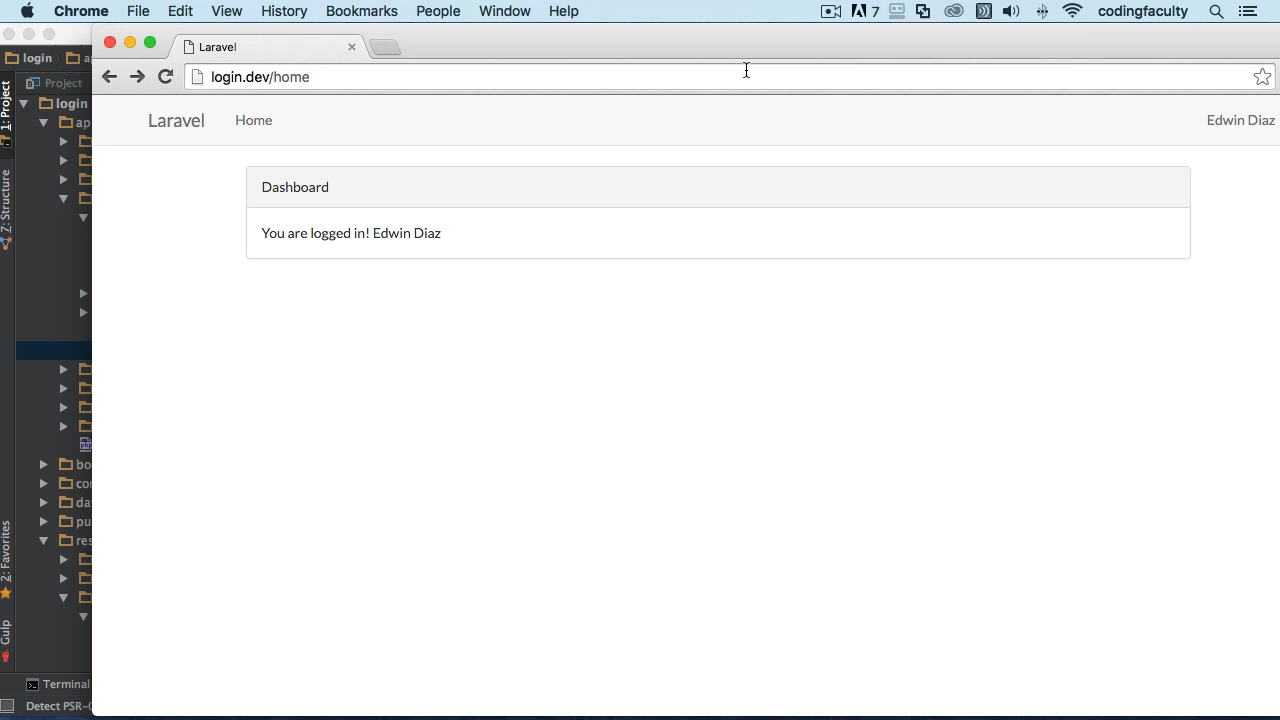 Chrome File Edit View History Bookmarks People Window Help 7 codingfaculty
Laravel
login
login.dev/home
Project
1: Project
login
Laravel Home Edwin Diaz
Dashboard
Z: Structure
You are logged in! Edwin Diaz
2: Favorites
Gulp
Terminal
Detect PSR-